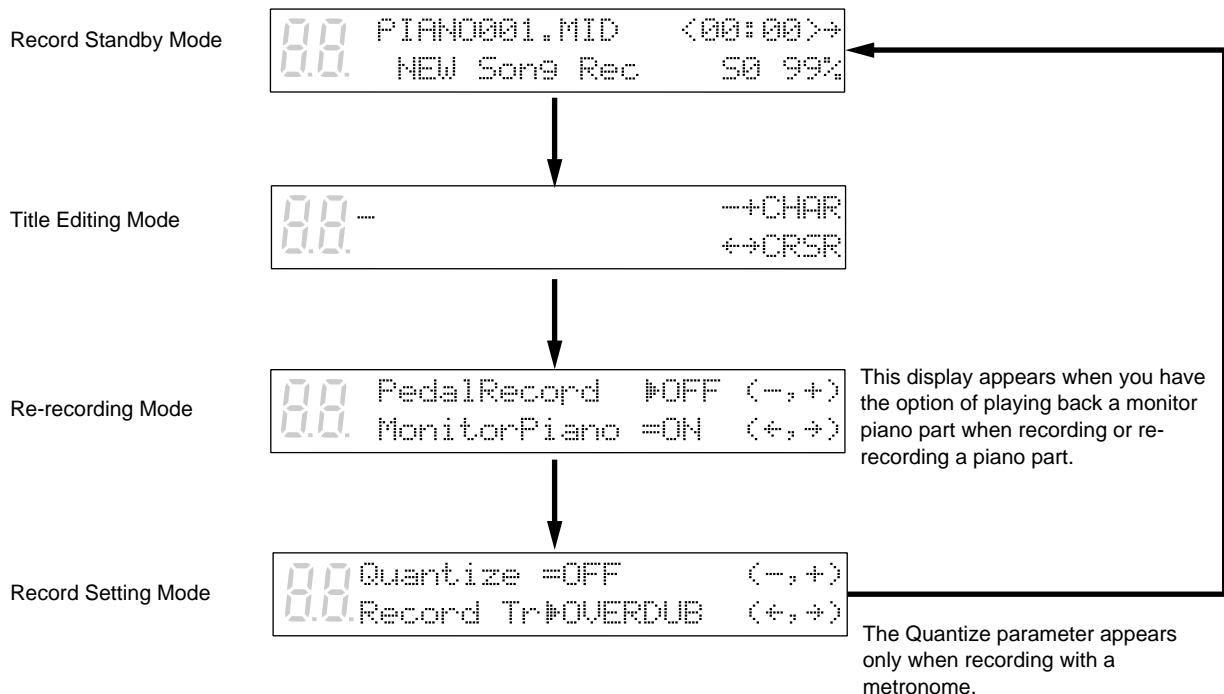 Record Standby Mode
PIANO001.MID <00:00>→
NEW Song Rec S0 99%
Title Editing Mode
_ −+CHAR
←→CRSR
Re-recording Mode
PedalRecord ▶OFF (−,+)
MonitorPiano =ON (←,→)
This display appears when you have
the option of playing back a monitor
piano part when recording or re-
recording a piano part.
Record Setting Mode
Quantize =OFF (−,+)
Record Tr▶OVERDUB (←,→)
The Quantize parameter appears
only when recording with a
metronome.